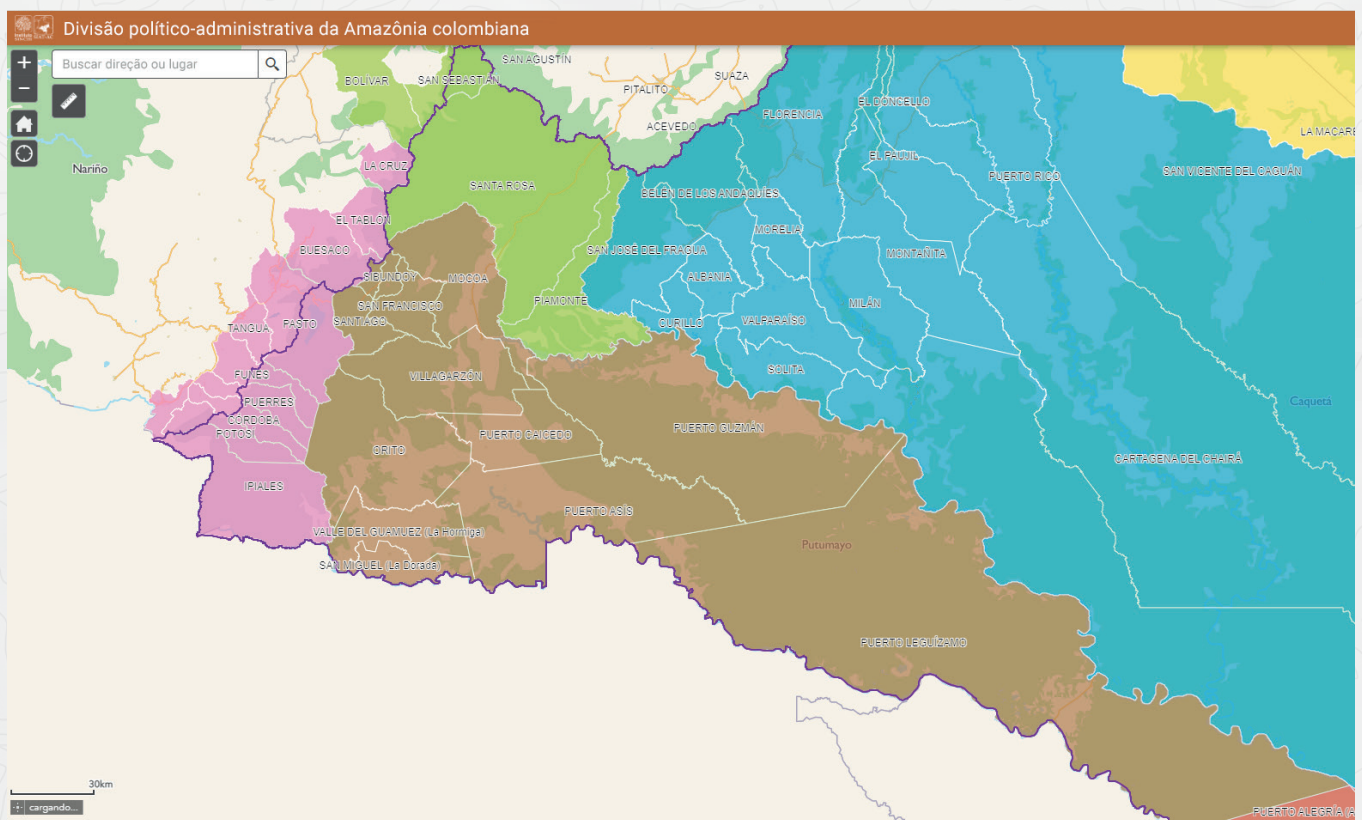 Divisão político-administrativa da Amazônia colombiana
+
Buscar direção ou lugar
−
SAN AGUSTÍN
BOLÍVAR
SAN SEBASTIÁN
SUAZA
PITALITO
EL DONCELLO
FLORENCIA
ACEVEDO
LA MACARE
Nariño
LA CRUZ
EL PAUJIL
SAN VICENTE DEL CAGUÁN
PUERTO RICO
SANTA ROSA
BELÉN DE LOS ANDAQUÍES
EL TABLÓN
MORELIA
BUESACO
SAN JOSÉ DEL FRAGUA
MONTAÑITA
SIBUNDOY
MOCOA
ALBANIA
PIAMONTE
MILÁN
SAN FRANCISCO
SANTIAGO
PASTO
CURILLO
VALPARAÍSO
TANGUA
SOLITA
FUNES
VILLAGARZÓN
PUERRES
Caquetá
CÓRDOBA
PUERTO GUZMÁN
POTOSÍ
PUERTO CAICEDO
ORITO
CARTAGENA DEL CHAIRÁ
IPIALES
PUERTO ASÍS
VALLE DEL GUAMUEZ (La Hormiga)
Putumayo
SAN MIGUEL (La Dorada)
PUERTO LEGUÍZAMO
30km
cargando...
PUERTO ALEGRÍA (A